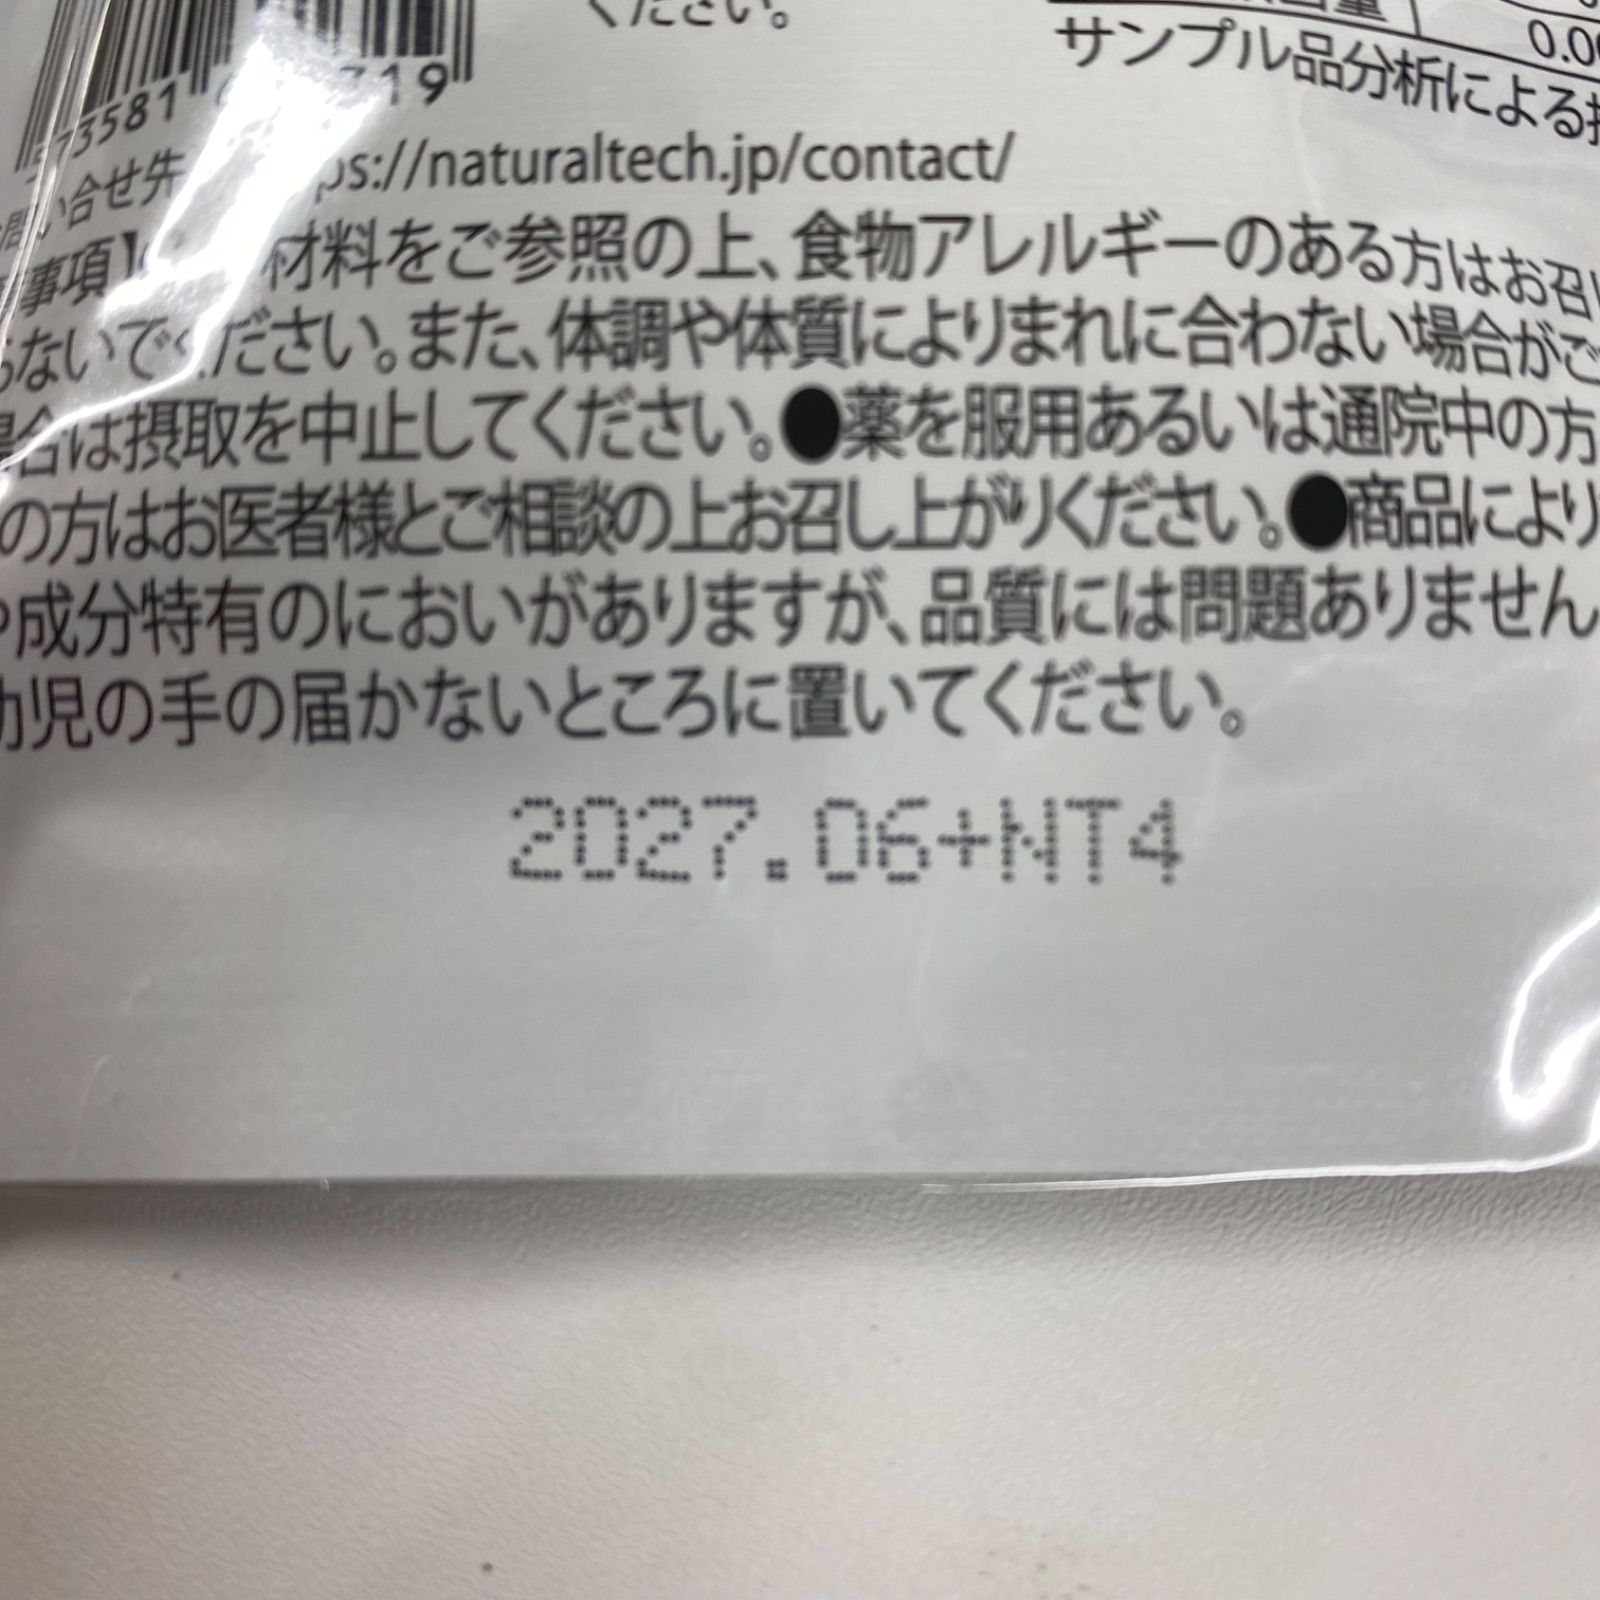 ください。
サンプル品分析による
0.0
73581 719
問い合せ先 ps://naturaltech.jp/contact/
事項】 材料をご参照の上、食物アレルギーのある方はお召し
らないでください。また、体調や体質によりまれに合わない場合がご
場合は摂取を中止してください。●薬を服用あるいは通院中の方
の方はお医者様とご相談の上お召し上がりください。●商品により
や成分特有のにおいがありますが、品質には問題ありません
幼児の手の届かないところに置いてください。
2027.06+NT4